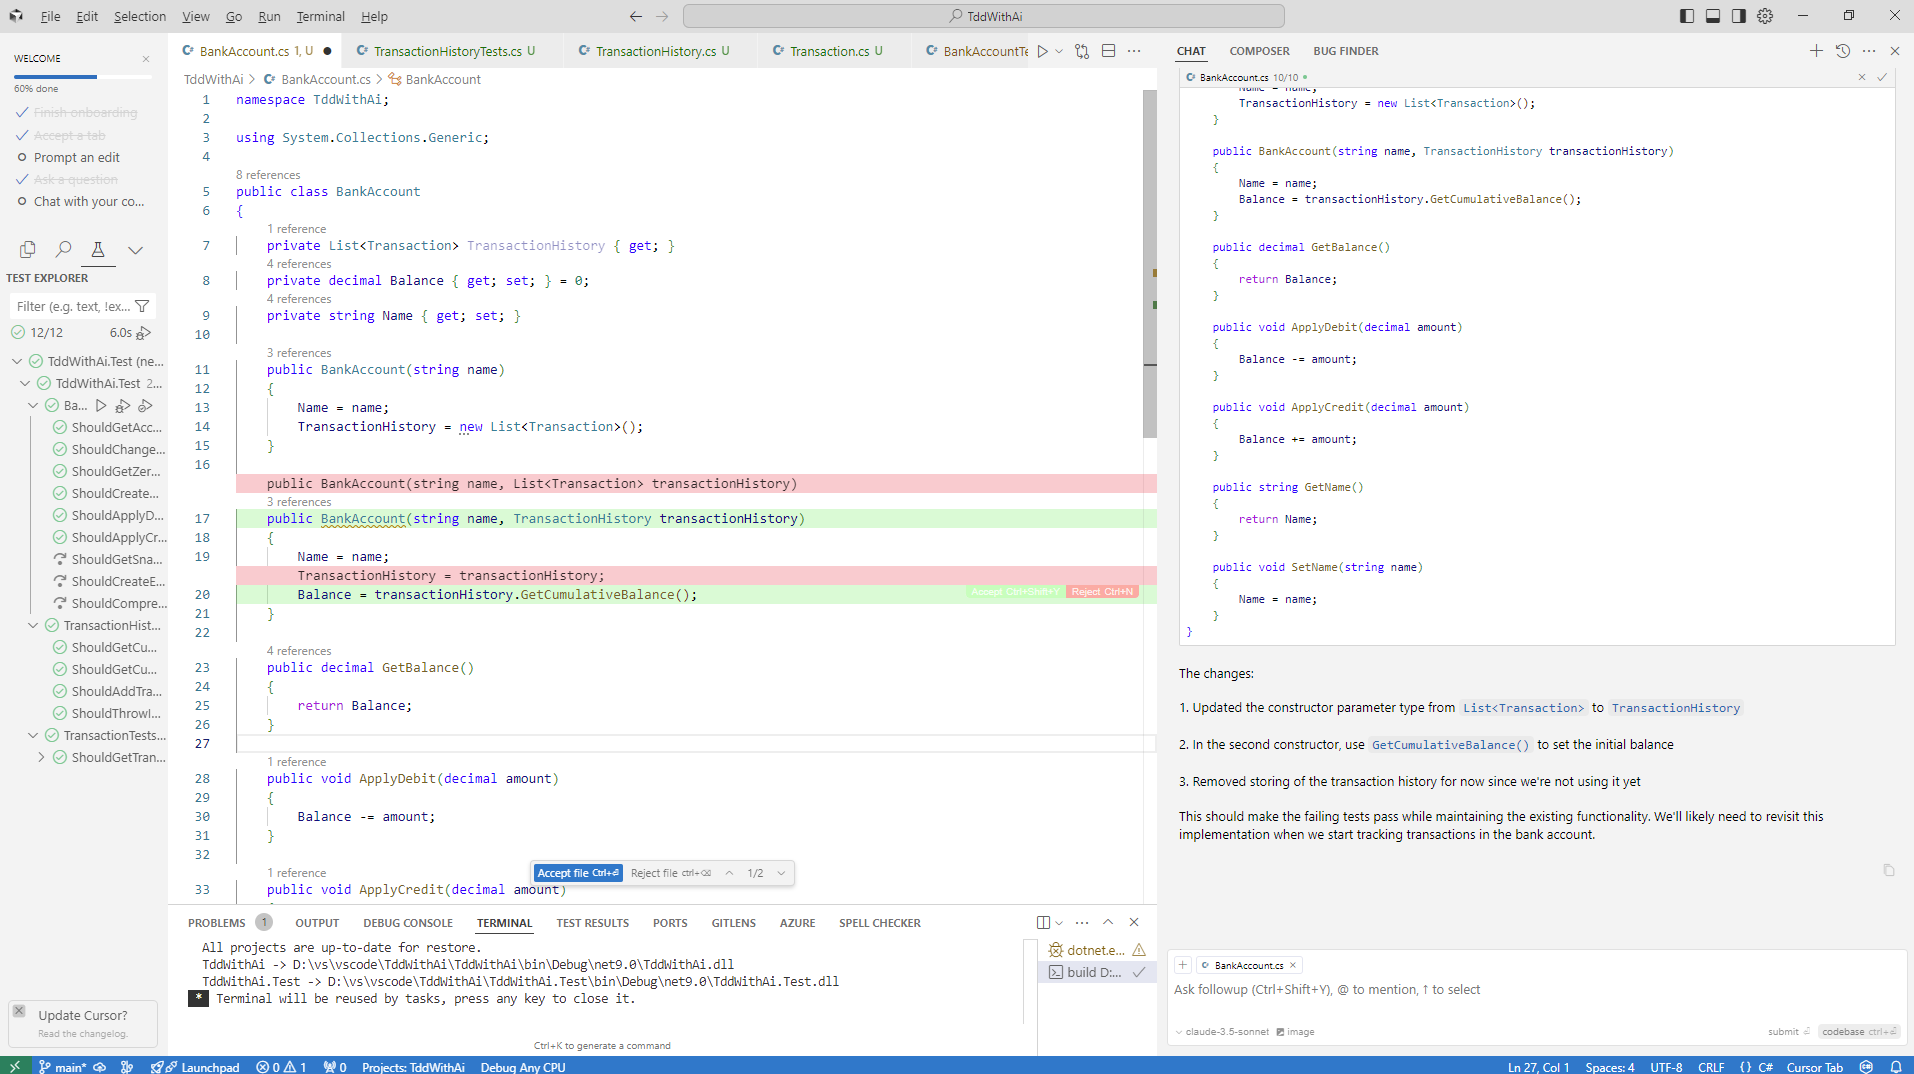 File Edit Selection View Go Run Terminal Help
TddWithAi
WELCOME
60% done
Finish onboarding
Accept a tab
Prompt an edit
Ask a question
Chat with your co...
TEST EXPLORER
Filter (e.g. text, !ex...
12/12 6.0s
TddWithAi.Test (ne...
TddWithAi.Test 2...
Ba...
ShouldGetAcc...
ShouldChange...
ShouldGetZer...
ShouldCreate...
ShouldApplyD...
ShouldApplyCr...
ShouldGetSna...
ShouldCreateE...
ShouldCompre...
TransactionHist...
ShouldGetCu...
ShouldGetCu...
ShouldAddTra...
ShouldThrowI...
TransactionTests...
ShouldGetTran...
Update Cursor?
Read the changelog.
BankAccount.cs 1, U TransactionHistoryTests.cs U TransactionHistory.cs U Transaction.cs U BankAccountTe
TddWithAi > BankAccount.cs > BankAccount
1 namespace TddWithAi;
2
3 using System.Collections.Generic;
4
8 references
5 public class BankAccount
6 {
1 reference
7 private List<Transaction> TransactionHistory { get; }
4 references
8 private decimal Balance { get; set; } = 0;
4 references
9 private string Name { get; set; }
10
3 references
11 public BankAccount(string name)
12 {
13 Name = name;
14 TransactionHistory = new List<Transaction>();
15 }
16
public BankAccount(string name, List<Transaction> transactionHistory)
3 references
17 public BankAccount(string name, TransactionHistory transactionHistory)
18 {
19 Name = name;
TransactionHistory = transactionHistory;
20 Balance = transactionHistory.GetCumulativeBalance(); Accept Ctrl+Shift+Y Reject Ctrl+N
21 }
22
4 references
23 public decimal GetBalance()
24 {
25 return Balance;
26 }
27
1 reference
28 public void ApplyDebit(decimal amount)
29 {
30 Balance -= amount;
31 }
32
1 reference
33 public void ApplyCredit(decimal amount)
Accept file Ctrl+⏎ Reject file ctrl+⌫ 1/2
PROBLEMS 1 OUTPUT DEBUG CONSOLE TERMINAL TEST RESULTS PORTS GITLENS AZURE SPELL CHECKER
All projects are up-to-date for restore.
TddWithAi -> D:\vs\vscode\TddWithAi\TddWithAi\bin\Debug\net9.0\TddWithAi.dll
TddWithAi.Test -> D:\vs\vscode\TddWithAi\TddWithAi.Test\bin\Debug\net9.0\TddWithAi.Test.dll
* Terminal will be reused by tasks, press any key to close it.
Ctrl+K to generate a command
dotnet.e...
build D:...
CHAT COMPOSER BUG FINDER
BankAccount.cs 10/10
Name = name;
TransactionHistory = new List<Transaction>();
}
public BankAccount(string name, TransactionHistory transactionHistory)
{
Name = name;
Balance = transactionHistory.GetCumulativeBalance();
}
public decimal GetBalance()
{
return Balance;
}
public void ApplyDebit(decimal amount)
{
Balance -= amount;
}
public void ApplyCredit(decimal amount)
{
Balance += amount;
}
public string GetName()
{
return Name;
}
public void SetName(string name)
{
Name = name;
}
}
The changes:
1. Updated the constructor parameter type from List<Transaction> to TransactionHistory
2. In the second constructor, use GetCumulativeBalance() to set the initial balance
3. Removed storing of the transaction history for now since we're not using it yet
This should make the failing tests pass while maintaining the existing functionality. We'll likely need to revisit this
implementation when we start tracking transactions in the bank account.
+ BankAccount.cs ×
Ask followup (Ctrl+Shift+Y), @ to mention, ↑ to select
claude-3.5-sonnet image submit ⏎ codebase ctrl+⏎
main* Launchpad 0 1 0 Projects: TddWithAi Debug Any CPU Ln 27, Col 1 Spaces: 4 UTF-8 CRLF {} C# Cursor Tab